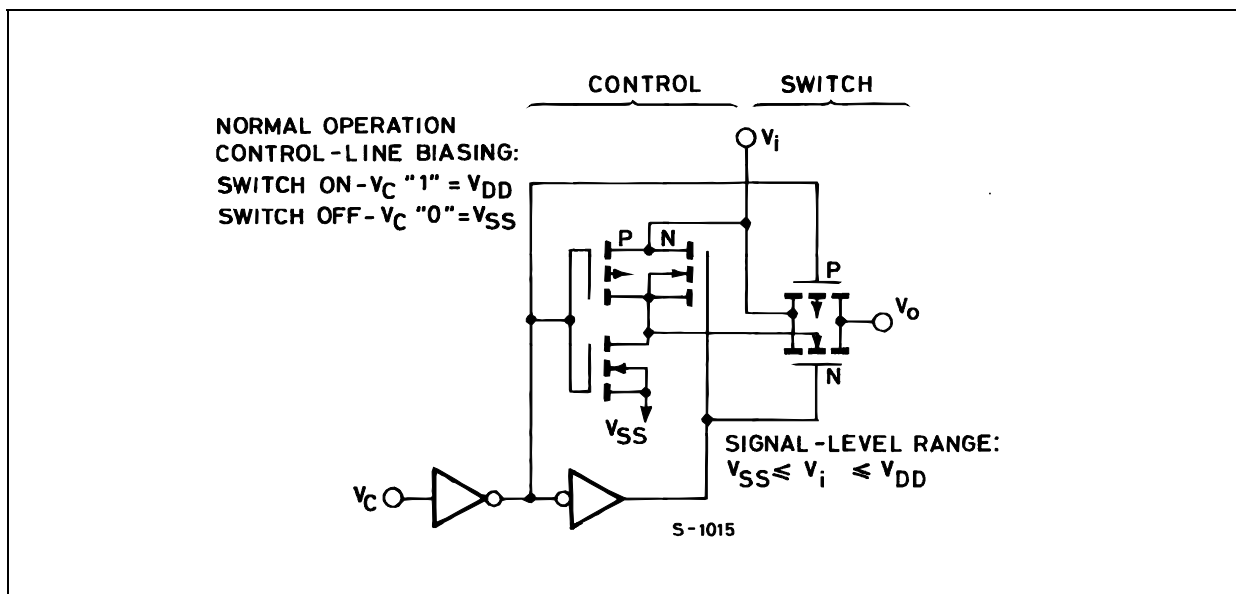 CONTROL
SWITCH
NORMAL OPERATION
CONTROL-LINE BIASING:
SWITCH ON-VC "1" = VDD
SWITCH OFF-VC "0"=VSS
Vi
P
N
P
Vo
N
VSS
SIGNAL-LEVEL RANGE:
VSS ≤ Vi ≤ VDD
VC
S-1015